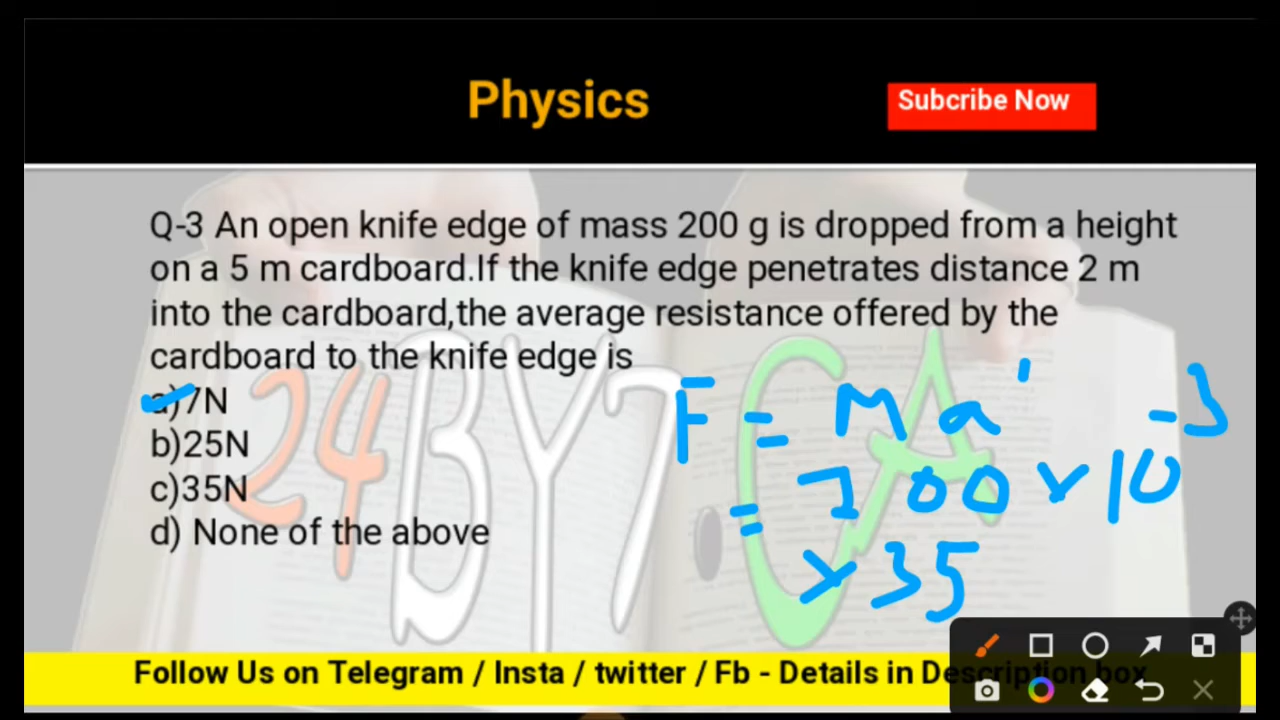 Physics
Subcribe Now
Q-3 An open knife edge of mass 200 g is dropped from a height
on a 5 m cardboard.If the knife edge penetrates distance 2 m
into the cardboard,the average resistance offered by the
cardboard to the knife edge is
a)7N
b)25N
c)35N
d) None of the above
24BY7CA
F = Ma'
= 200 x 10 -3
x 35
Follow Us on Telegram / Insta / twitter / Fb - Details in Description box